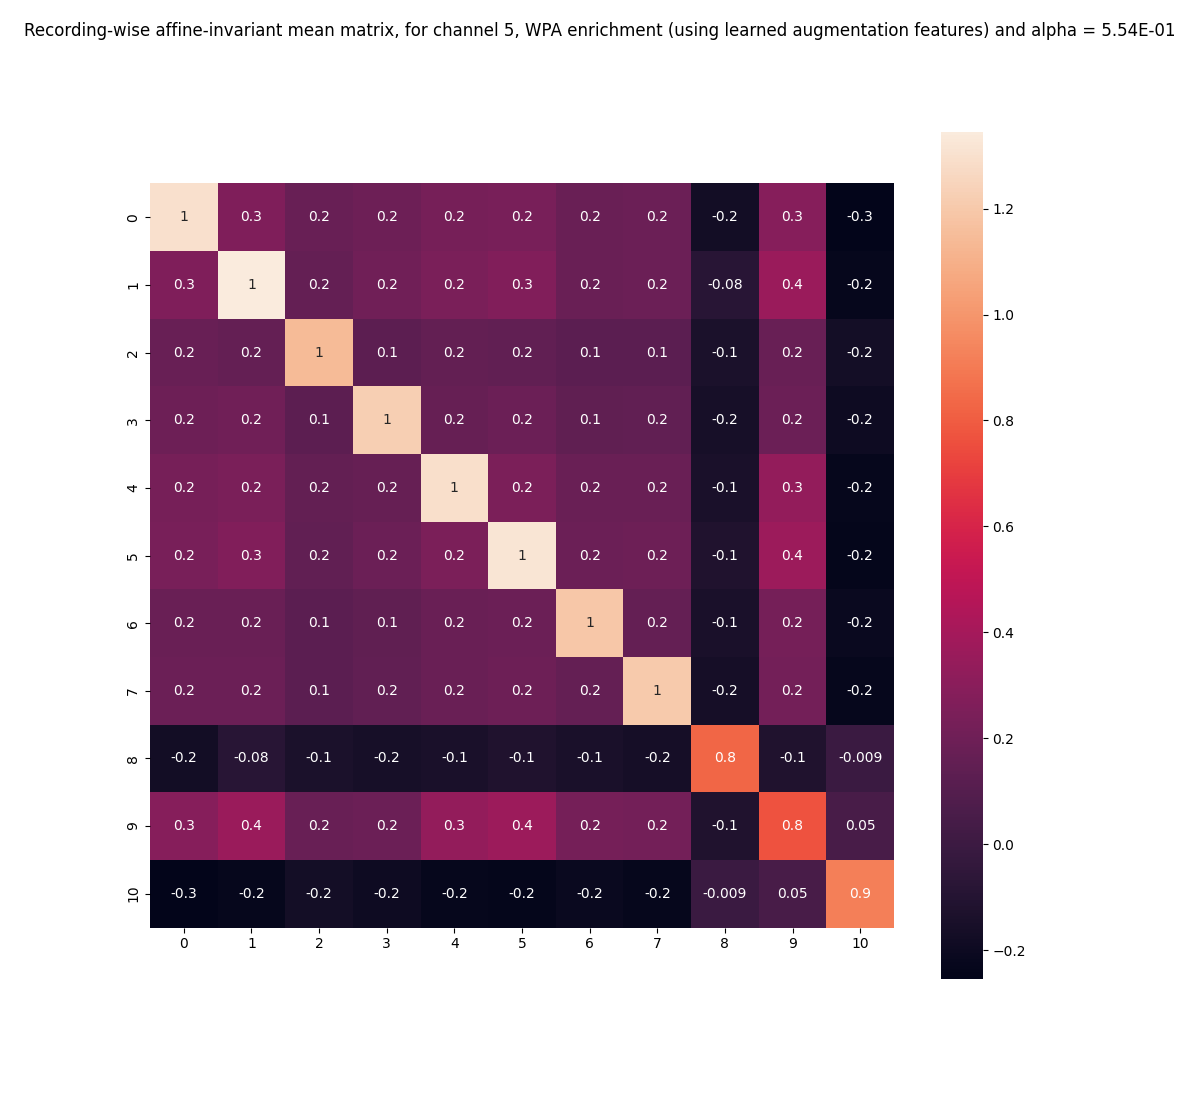 Recording-wise affine-invariant mean matrix, for channel 5, WPA enrichment (using learned augmentation features) and alpha = 5.54E-01
0 1 0.3 0.2 0.2 0.2 0.2 0.2 0.2 -0.2 0.3 -0.3
1 0.3 1 0.2 0.2 0.2 0.3 0.2 0.2 -0.08 0.4 -0.2
2 0.2 0.2 1 0.1 0.2 0.2 0.1 0.1 -0.1 0.2 -0.2
3 0.2 0.2 0.1 1 0.2 0.2 0.1 0.2 -0.2 0.2 -0.2
4 0.2 0.2 0.2 0.2 1 0.2 0.2 0.2 -0.1 0.3 -0.2
5 0.2 0.3 0.2 0.2 0.2 1 0.2 0.2 -0.1 0.4 -0.2
6 0.2 0.2 0.1 0.1 0.2 0.2 1 0.2 -0.1 0.2 -0.2
7 0.2 0.2 0.1 0.2 0.2 0.2 0.2 1 -0.2 0.2 -0.2
8 -0.2 -0.08 -0.1 -0.2 -0.1 -0.1 -0.1 -0.2 0.8 -0.1 -0.009
9 0.3 0.4 0.2 0.2 0.3 0.4 0.2 0.2 -0.1 0.8 0.05
10 -0.3 -0.2 -0.2 -0.2 -0.2 -0.2 -0.2 -0.2 -0.009 0.05 0.9
0 1 2 3 4 5 6 7 8 9 10
1.2
1.0
0.8
0.6
0.4
0.2
0.0
−0.2